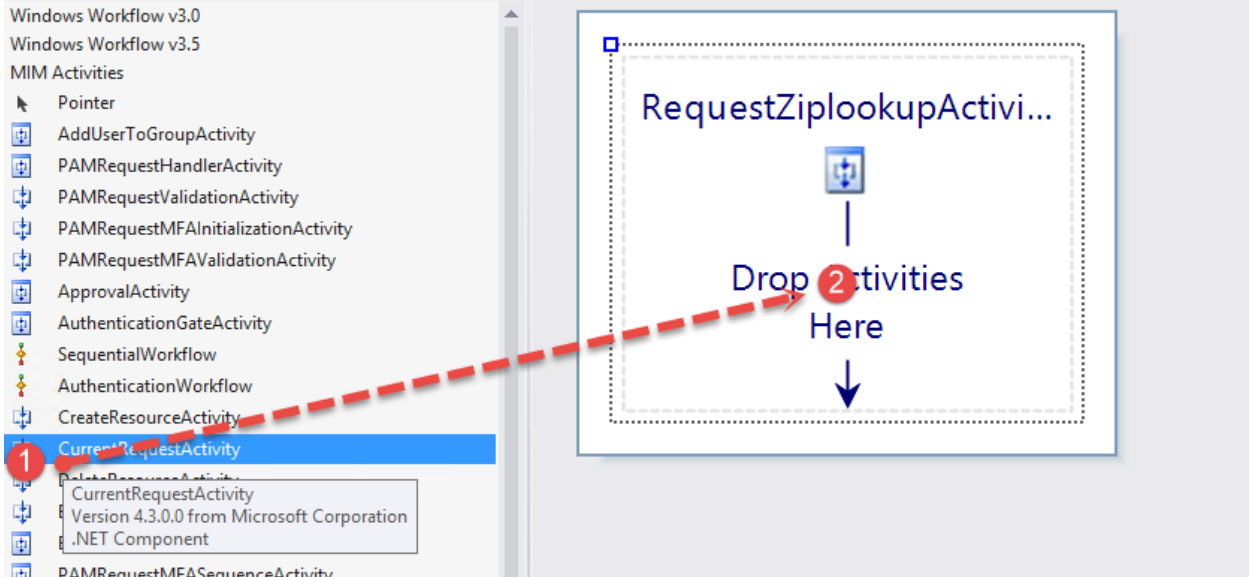 Windows Workflow v3.0
Windows Workflow v3.5
MIM Activities
Pointer
AddUserToGroupActivity
PAMRequestHandlerActivity
PAMRequestValidationActivity
PAMRequestMFAInitializationActivity
PAMRequestMFAValidationActivity
ApprovalActivity
AuthenticationGateActivity
SequentialWorkflow
AuthenticationWorkflow
CreateResourceActivity
CurrentRequestActivity
1
DeleteResourceActivity
CurrentRequestActivity
Version 4.3.0.0 from Microsoft Corporation
.NET Component
PAMRequestMFASequenceActivity
RequestZiplookupActivi...
Drop Activities
2
Here